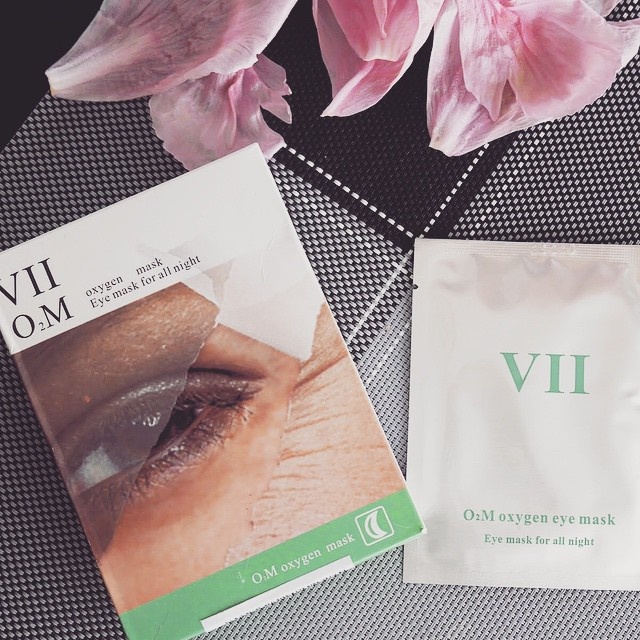 VII
O₂M
oxygen mask
Eye mask for all night
O₂M oxygen mask
VII
O₂M oxygen eye mask
Eye mask for all night